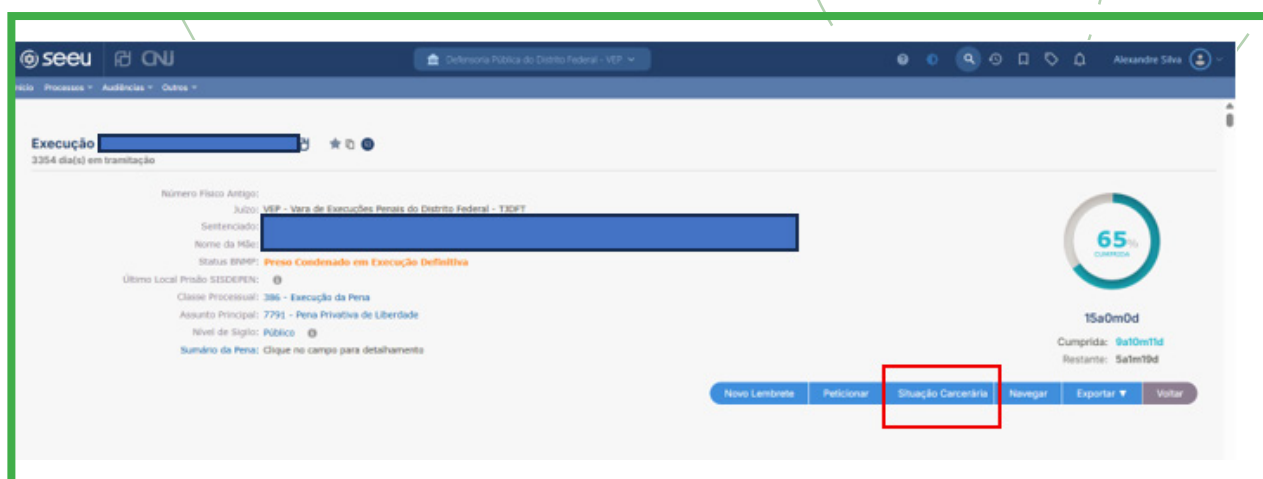 seeu CNJ Defensoria Pública do Distrito Federal - VEP Alexandre Silva
Início Processos Audiências Outros
Execução
3354 dia(s) em tramitação
Número Físico Antigo:
Juízo: VEP - Vara de Execuções Penais do Distrito Federal - TJDFT
Sentenciado:
Nome da Mãe:
Status BNMP: Preso Condenado em Execução Definitiva
Último Local Prisão SISDEPEN:
Classe Processual: 386 - Execução da Pena
Assunto Principal: 7791 - Pena Privativa de Liberdade
Nível de Sigilo: Público
Sumário da Pena: Clique no campo para detalhamento
65%
CUMPRIDA
15a0m0d
Cumprida: 9a10m11d
Restante: 5a1m19d
Novo Lembrete Peticionar Situação Carcerária Navegar Exportar ▼ Voltar